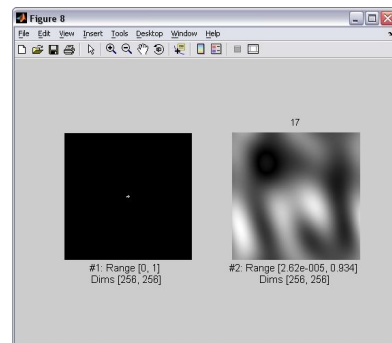 Figure 8
File Edit View Insert Tools Desktop Window Help
17
#1: Range [0, 1]
Dims [256, 256]
#2: Range [2.62e-005, 0.934]
Dims [256, 256]